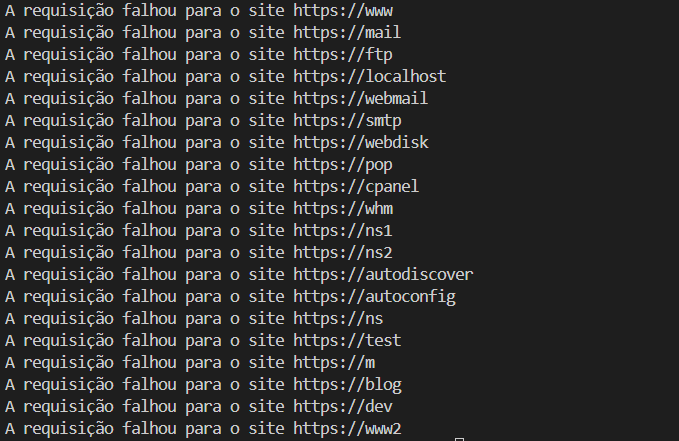 A requisição falhou para o site https://www
A requisição falhou para o site https://mail
A requisição falhou para o site https://ftp
A requisição falhou para o site https://localhost
A requisição falhou para o site https://webmail
A requisição falhou para o site https://smtp
A requisição falhou para o site https://webdisk
A requisição falhou para o site https://pop
A requisição falhou para o site https://cpanel
A requisição falhou para o site https://whm
A requisição falhou para o site https://ns1
A requisição falhou para o site https://ns2
A requisição falhou para o site https://autodiscover
A requisição falhou para o site https://autoconfig
A requisição falhou para o site https://ns
A requisição falhou para o site https://test
A requisição falhou para o site https://m
A requisição falhou para o site https://blog
A requisição falhou para o site https://dev
A requisição falhou para o site https://www2